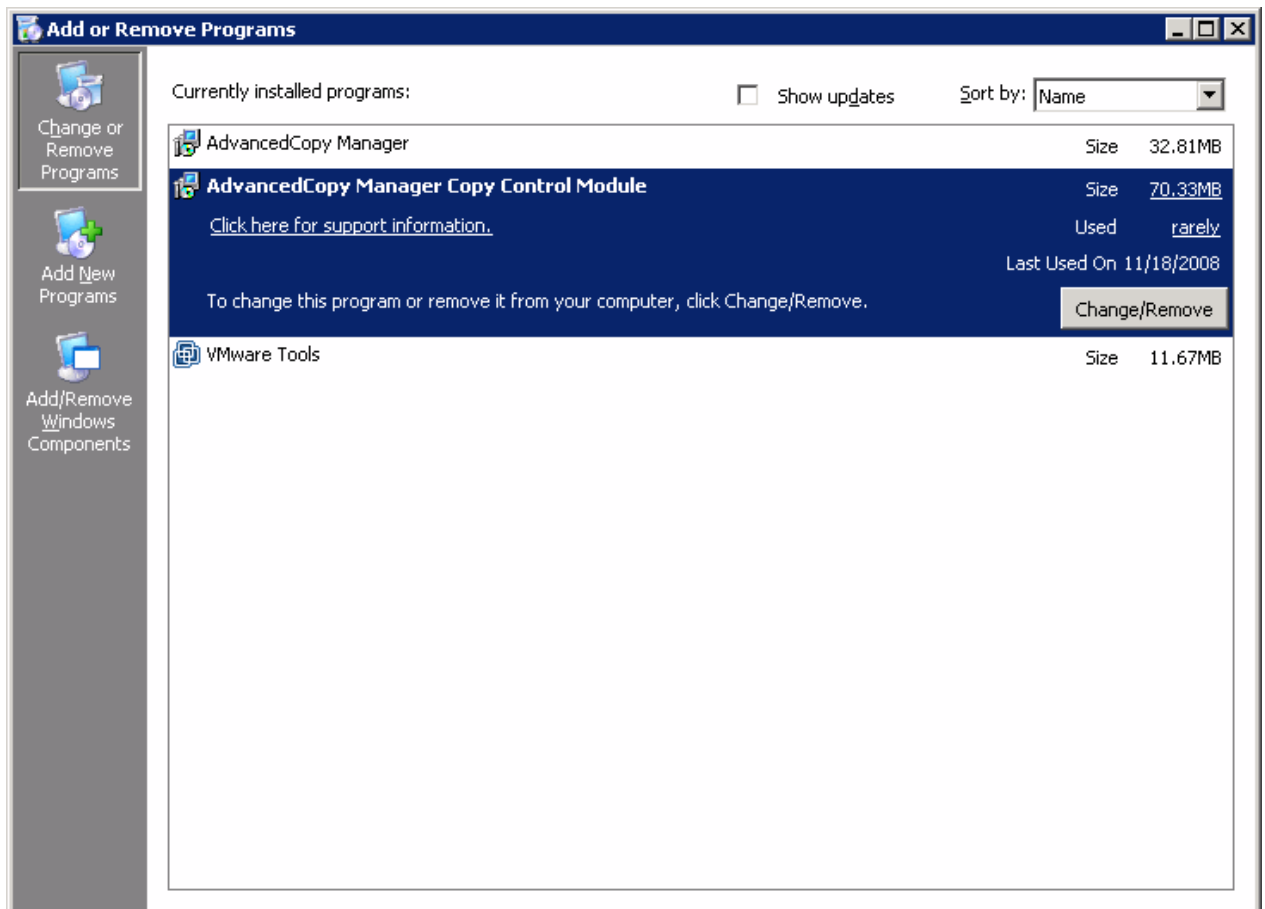 Add or Remove Programs
Change or
Remove
Programs
Add New
Programs
Add/Remove
Windows
Components
Currently installed programs:
Show updates
Sort by: Name
AdvancedCopy Manager Size 32.81MB
AdvancedCopy Manager Copy Control Module Size 70.33MB
Click here for support information. Used rarely
Last Used On 11/18/2008
To change this program or remove it from your computer, click Change/Remove. Change/Remove
VMware Tools Size 11.67MB